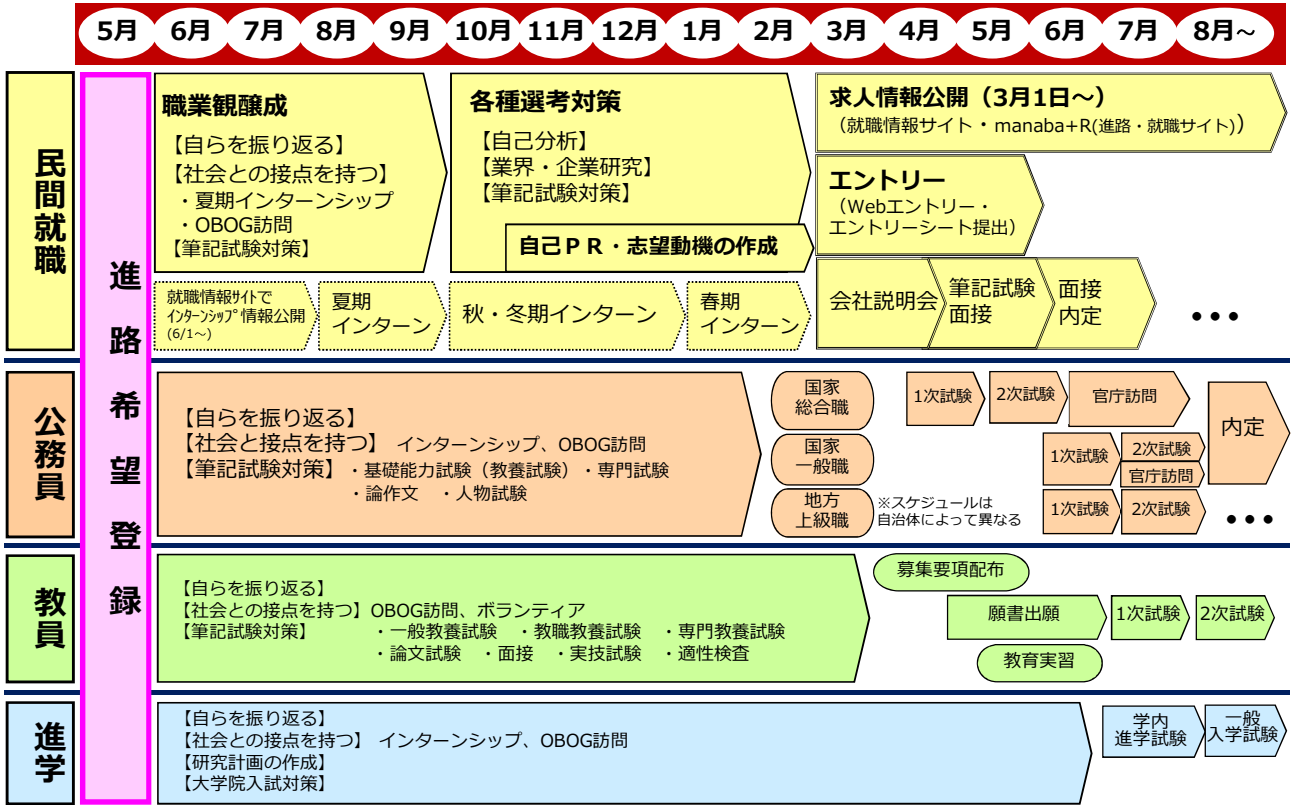 5月 6月 7月 8月 9月 10月 11月 12月 1月 2月 3月 4月 5月 6月 7月 8月～
進路希望登録
民間就職
職業観醸成
【自らを振り返る】
【社会との接点を持つ】
・夏期インターンシップ
・OBOG訪問
【筆記試験対策】
各種選考対策
【自己分析】
【業界・企業研究】
【筆記試験対策】
自己ＰＲ・志望動機の作成
求人情報公開（3月1日～）
（就職情報サイト・manaba+R(進路・就職サイト)）
エントリー
（Webエントリー・
エントリーシート提出）
就職情報ｻｲﾄで
ｲﾝﾀｰﾝｼｯﾌﾟ情報公開
(6/1～)
夏期
インターン
秋・冬期インターン
春期
インターン
会社説明会
筆記試験
面接
面接
内定
●●●
公務員
【自らを振り返る】
【社会と接点を持つ】 インターンシップ、OBOG訪問
【筆記試験対策】・基礎能力試験（教養試験）・専門試験
・論作文 ・人物試験
国家
総合職
1次試験
2次試験
官庁訪問
内定
国家
一般職
1次試験
2次試験
官庁訪問
地方
上級職
※スケジュールは
自治体によって異なる
1次試験
2次試験
●●●
教員
【自らを振り返る】
【社会との接点を持つ】OBOG訪問、ボランティア
【筆記試験対策】 ・一般教養試験 ・教職教養試験 ・専門教養試験
・論文試験 ・面接 ・実技試験 ・適性検査
募集要項配布
願書出願
1次試験
2次試験
教育実習
進学
【自らを振り返る】
【社会との接点を持つ】 インターンシップ、OBOG訪問
【研究計画の作成】
【大学院入試対策】
学内
進学試験
一般
入学試験